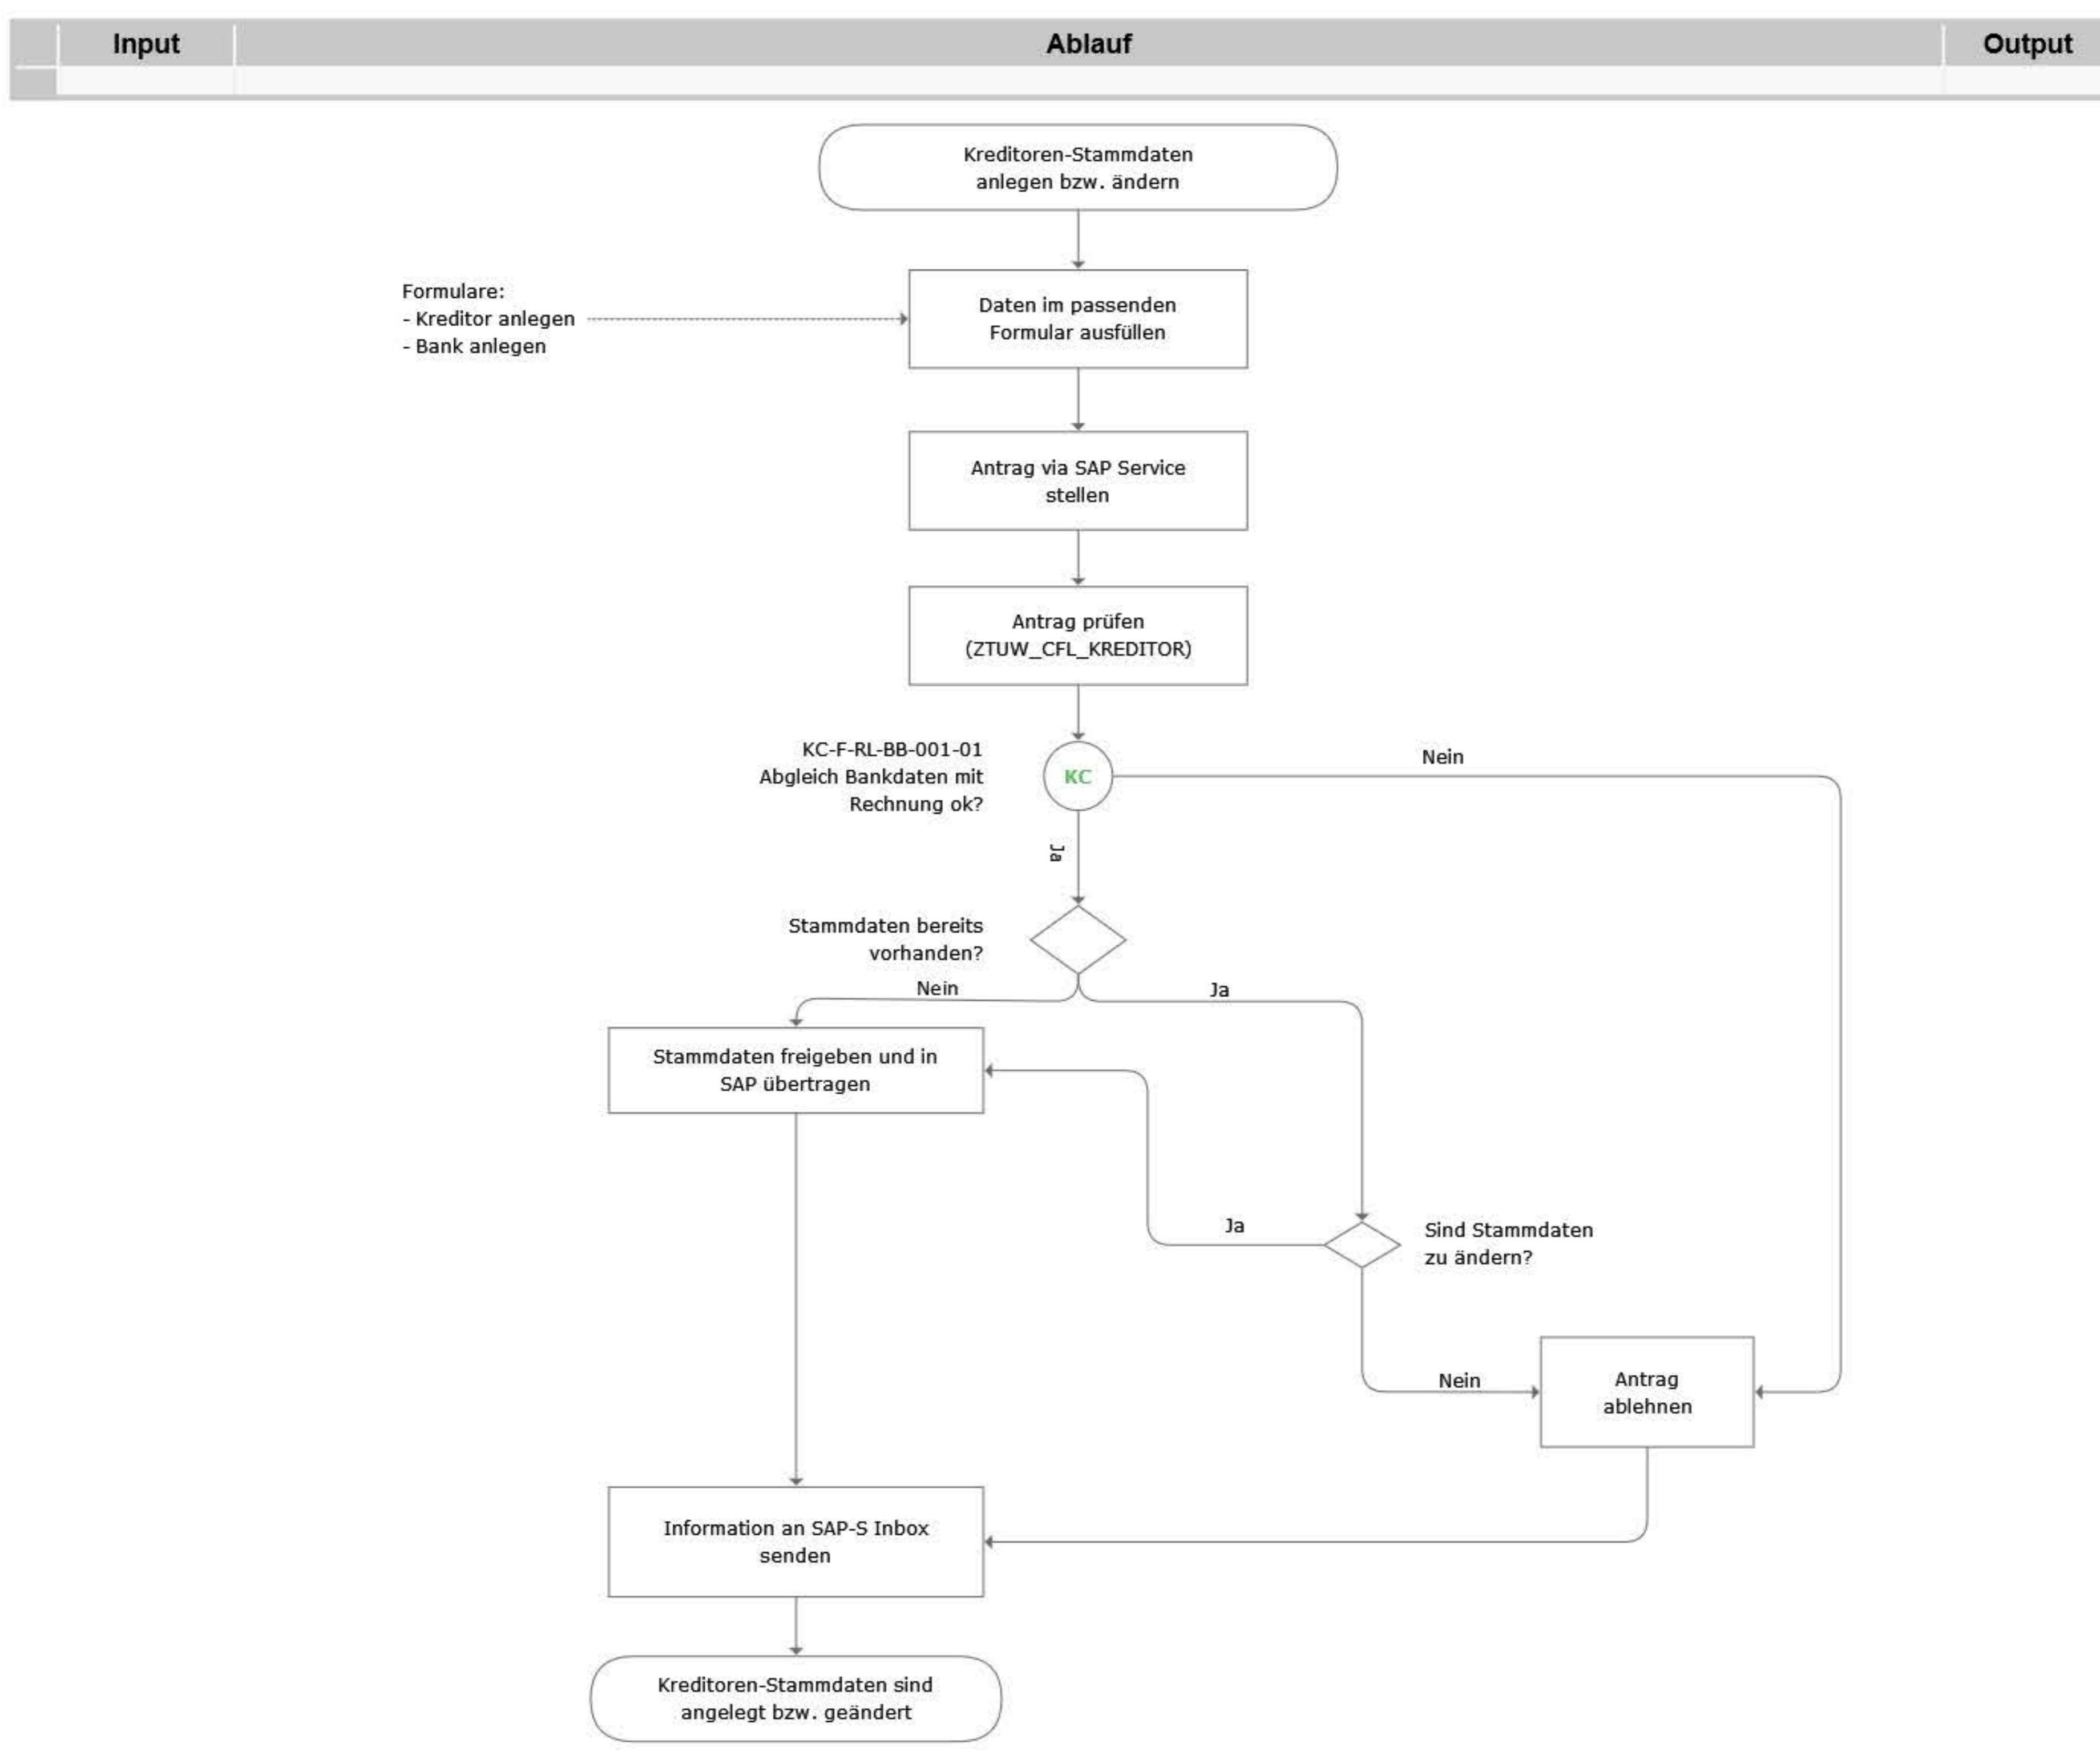 Input
Ablauf
Output
Kreditoren-Stammdaten
anlegen bzw. ändern
Formulare:
- Kreditor anlegen
- Bank anlegen
Daten im passenden
Formular ausfüllen
Antrag via SAP Service
stellen
Antrag prüfen
(ZTUW_CFL_KREDITOR)
KC-F-RL-BB-001-01
Abgleich Bankdaten mit
Rechnung ok?
KC
Nein
Ja
Stammdaten bereits
vorhanden?
Nein
Ja
Stammdaten freigeben und in
SAP übertragen
Ja
Sind Stammdaten
zu ändern?
Nein
Antrag
ablehnen
Information an SAP-S Inbox
senden
Kreditoren-Stammdaten sind
angelegt bzw. geändert